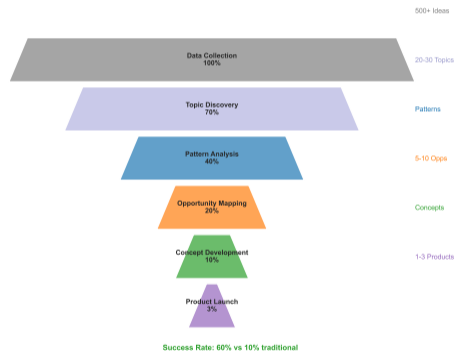 500+ Ideas
Data Collection
100%
20-30 Topics
Topic Discovery
70%
Patterns
Pattern Analysis
40%
5-10 Opps
Opportunity Mapping
20%
Concepts
Concept Development
10%
1-3 Products
Product Launch
3%
Success Rate: 60% vs 10% traditional